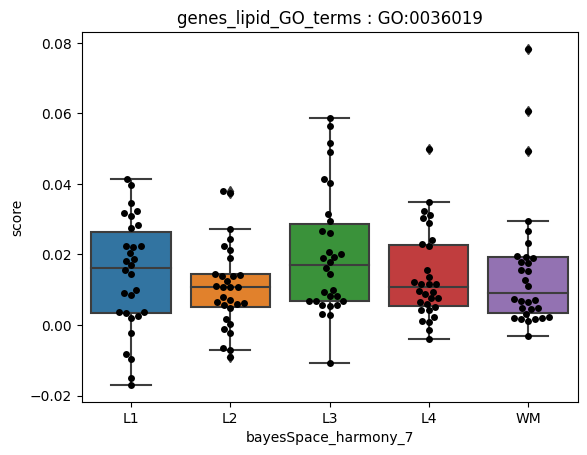 genes_lipid_GO_terms : GO:0036019
0.08
0.06
0.04
0.02
0.00
−0.02
score
L1 L2 L3 L4 WM
bayesSpace_harmony_7